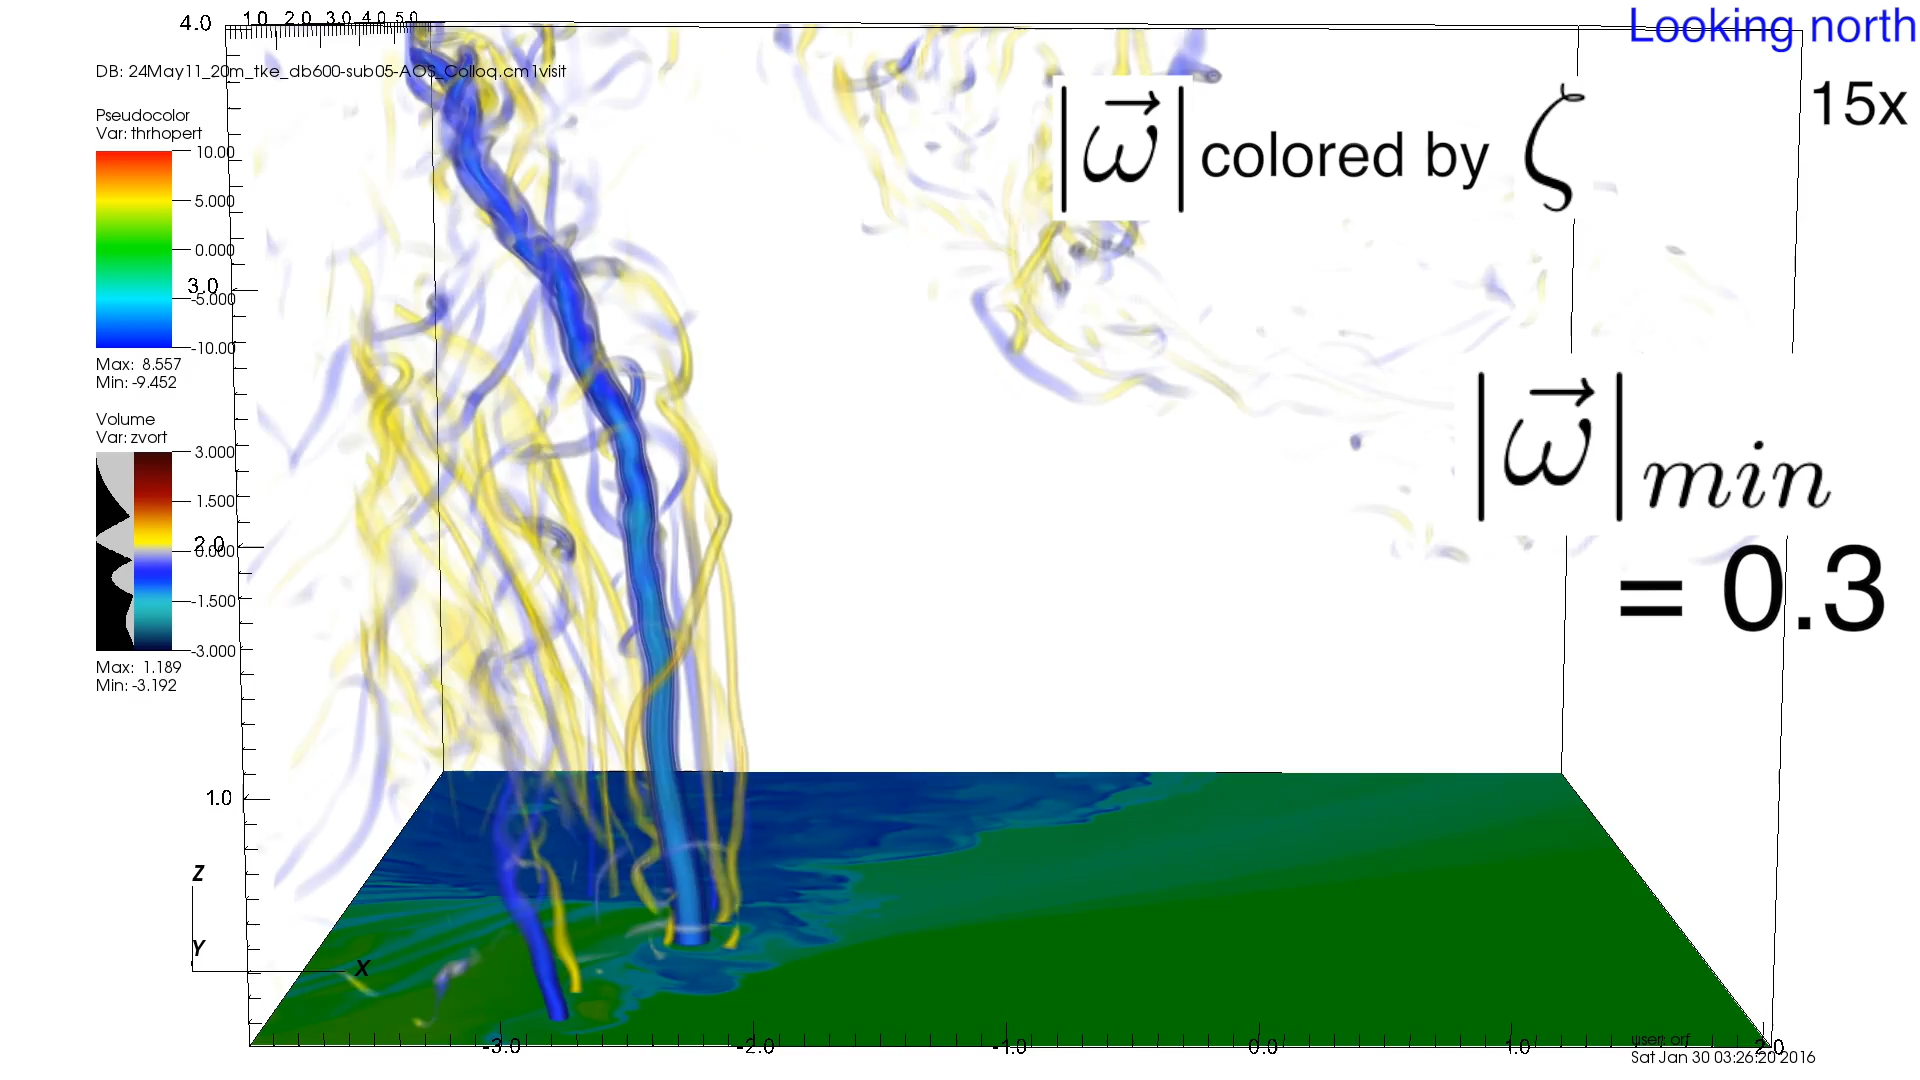 Looking north
15x
4.0
1.0 2.0 3.0 4.0 5.0
DB: 24May11_20m_tke_db600-sub05-AOS_Colloq.cm1visit
|ω⃗| colored by ζ
Pseudocolor
Var: thrhopert
10.00
5.000
0.000
3.0
-5.000
-10.00
Max: 8.557
Min: -9.452
|ω⃗|min
= 0.3
Volume
Var: zvort
3.000
1.500
2.0
0.000
-1.500
-3.000
Max: 1.189
Min: -3.192
1.0
Z
Y
X
-3.0 -2.0 -1.0 0.0 1.0 2.0
user: orf
Sat Jan 30 03:26:20 2016